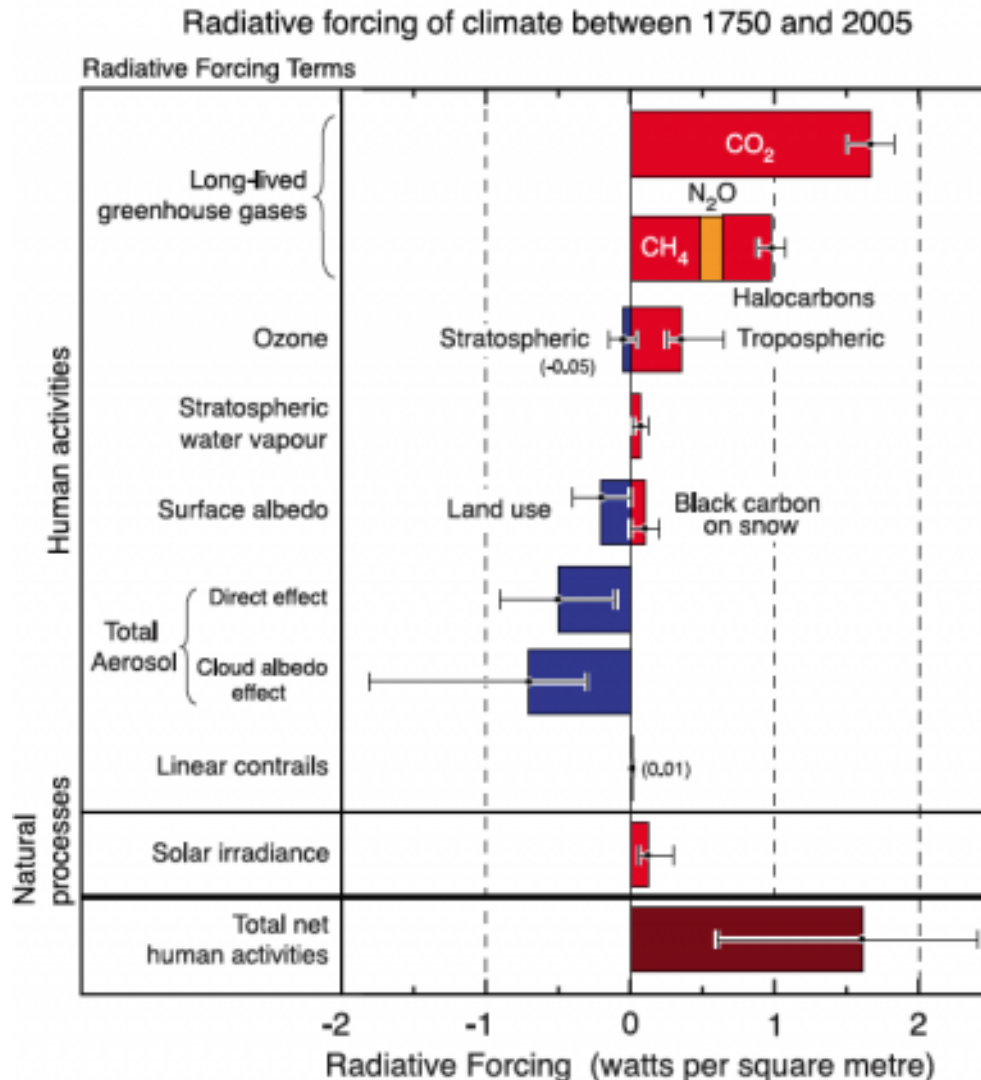 Radiative forcing of climate between 1750 and 2005
Radiative Forcing Terms
CO₂
Long-lived
greenhouse gases
N₂O
CH₄
Halocarbons
Ozone
Stratospheric
(-0.05)
Tropospheric
Stratospheric
water vapour
Human activities
Surface albedo
Land use
Black carbon
on snow
Total
Aerosol
Direct effect
Cloud albedo
effect
Linear contrails
(0.01)
Natural
processes
Solar irradiance
Total net
human activities
-2 -1 0 1 2
Radiative Forcing (watts per square metre)